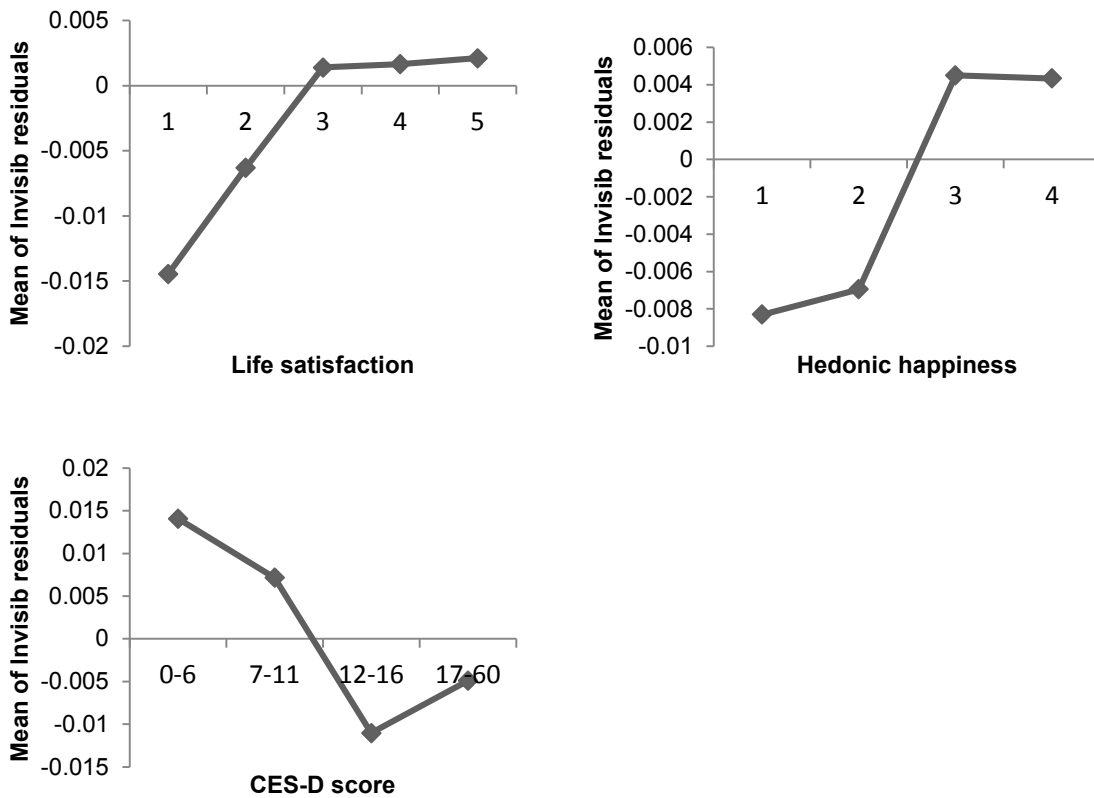 0.005
0
-0.005
-0.01
-0.015
-0.02
1 2 3 4 5
Mean of Invisib residuals
Life satisfaction
0.006
0.004
0.002
0
-0.002
-0.004
-0.006
-0.008
-0.01
1 2 3 4
Mean of Invisib residuals
Hedonic happiness
0.02
0.015
0.01
0.005
0
-0.005
-0.01
-0.015
0-6 7-11 12-16 17-60
Mean of Invisib residuals
CES-D score